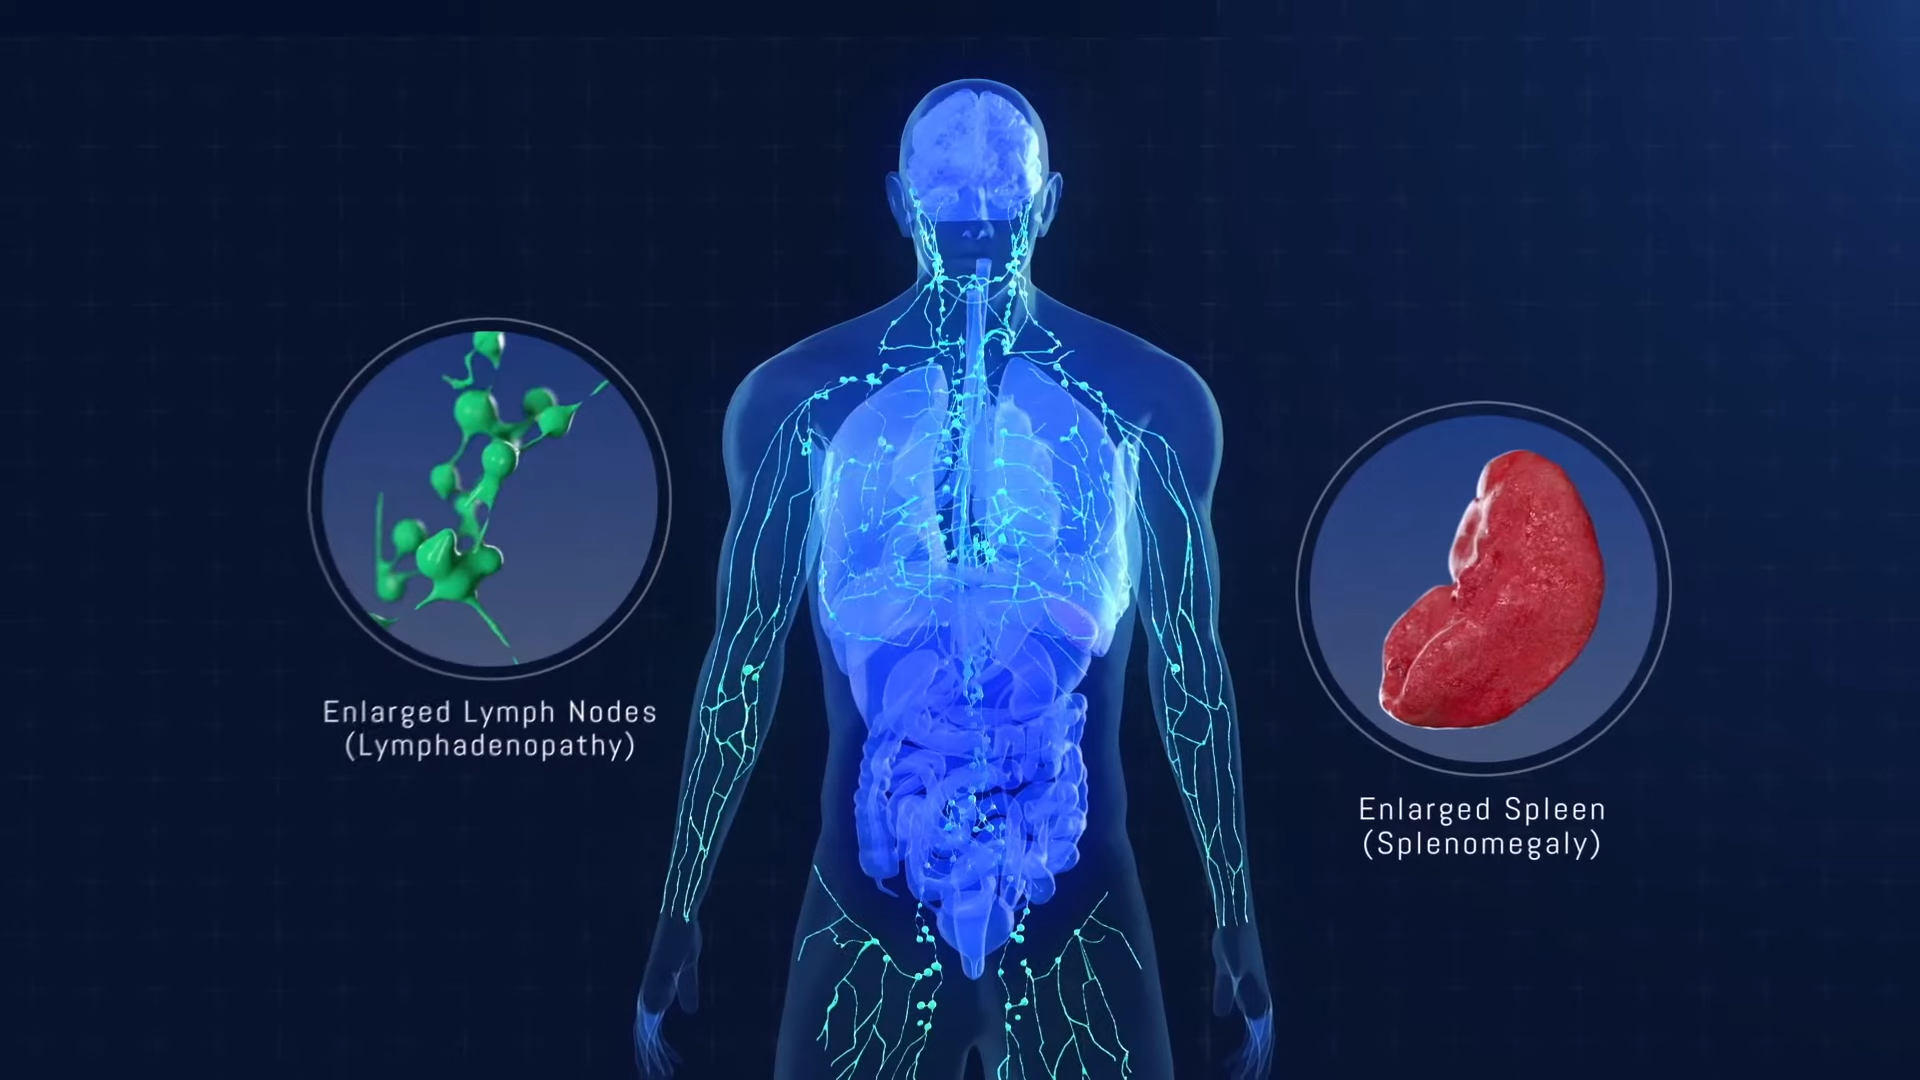 Enlarged Lymph Nodes
(Lymphadenopathy)
Enlarged Spleen
(Splenomegaly)